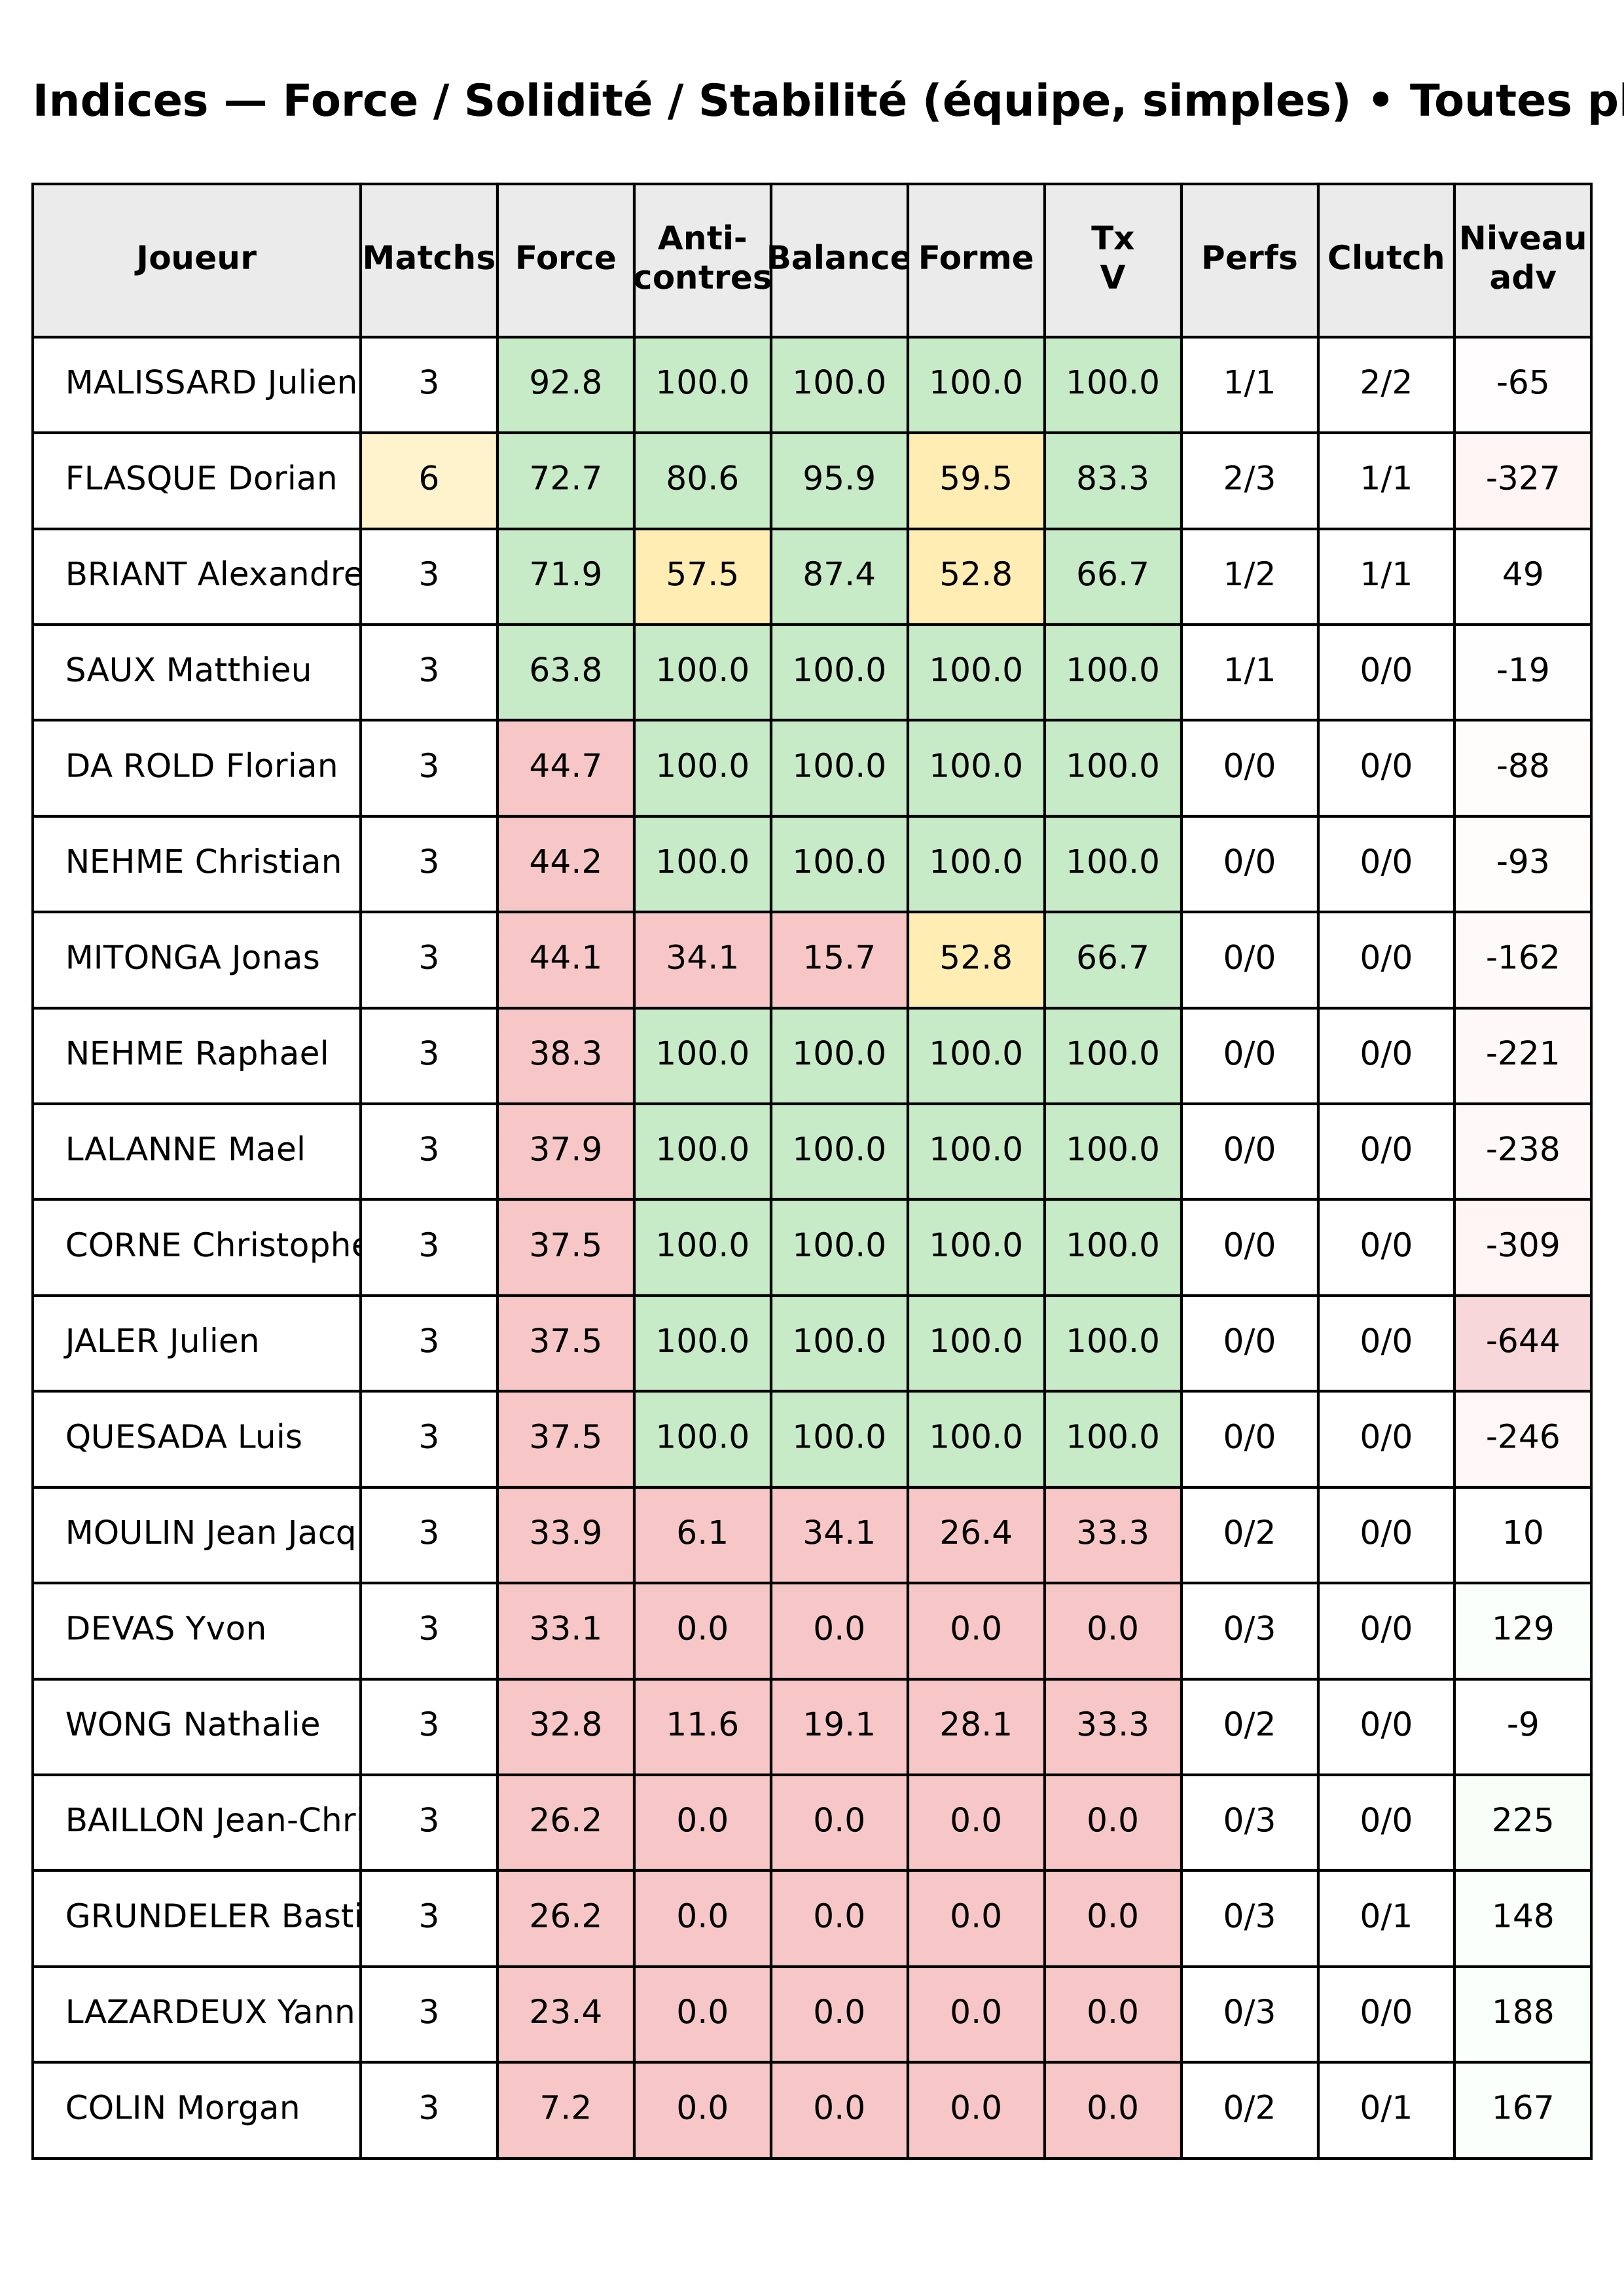 Indices — Force / Solidité / Stabilité (équipe, simples) • Toutes pl
Joueur Matchs Force Anti-contres Balance Forme Tx V Perfs Clutch Niveau adv
MALISSARD Julien 3 92.8 100.0 100.0 100.0 100.0 1/1 2/2 -65
FLASQUE Dorian 6 72.7 80.6 95.9 59.5 83.3 2/3 1/1 -327
BRIANT Alexandre 3 71.9 57.5 87.4 52.8 66.7 1/2 1/1 49
SAUX Matthieu 3 63.8 100.0 100.0 100.0 100.0 1/1 0/0 -19
DA ROLD Florian 3 44.7 100.0 100.0 100.0 100.0 0/0 0/0 -88
NEHME Christian 3 44.2 100.0 100.0 100.0 100.0 0/0 0/0 -93
MITONGA Jonas 3 44.1 34.1 15.7 52.8 66.7 0/0 0/0 -162
NEHME Raphael 3 38.3 100.0 100.0 100.0 100.0 0/0 0/0 -221
LALANNE Mael 3 37.9 100.0 100.0 100.0 100.0 0/0 0/0 -238
CORNE Christophe 3 37.5 100.0 100.0 100.0 100.0 0/0 0/0 -309
JALER Julien 3 37.5 100.0 100.0 100.0 100.0 0/0 0/0 -644
QUESADA Luis 3 37.5 100.0 100.0 100.0 100.0 0/0 0/0 -246
MOULIN Jean Jacq 3 33.9 6.1 34.1 26.4 33.3 0/2 0/0 10
DEVAS Yvon 3 33.1 0.0 0.0 0.0 0.0 0/3 0/0 129
WONG Nathalie 3 32.8 11.6 19.1 28.1 33.3 0/2 0/0 -9
BAILLON Jean-Chri 3 26.2 0.0 0.0 0.0 0.0 0/3 0/0 225
GRUNDELER Basti 3 26.2 0.0 0.0 0.0 0.0 0/3 0/1 148
LAZARDEUX Yann 3 23.4 0.0 0.0 0.0 0.0 0/3 0/0 188
COLIN Morgan 3 7.2 0.0 0.0 0.0 0.0 0/2 0/1 167